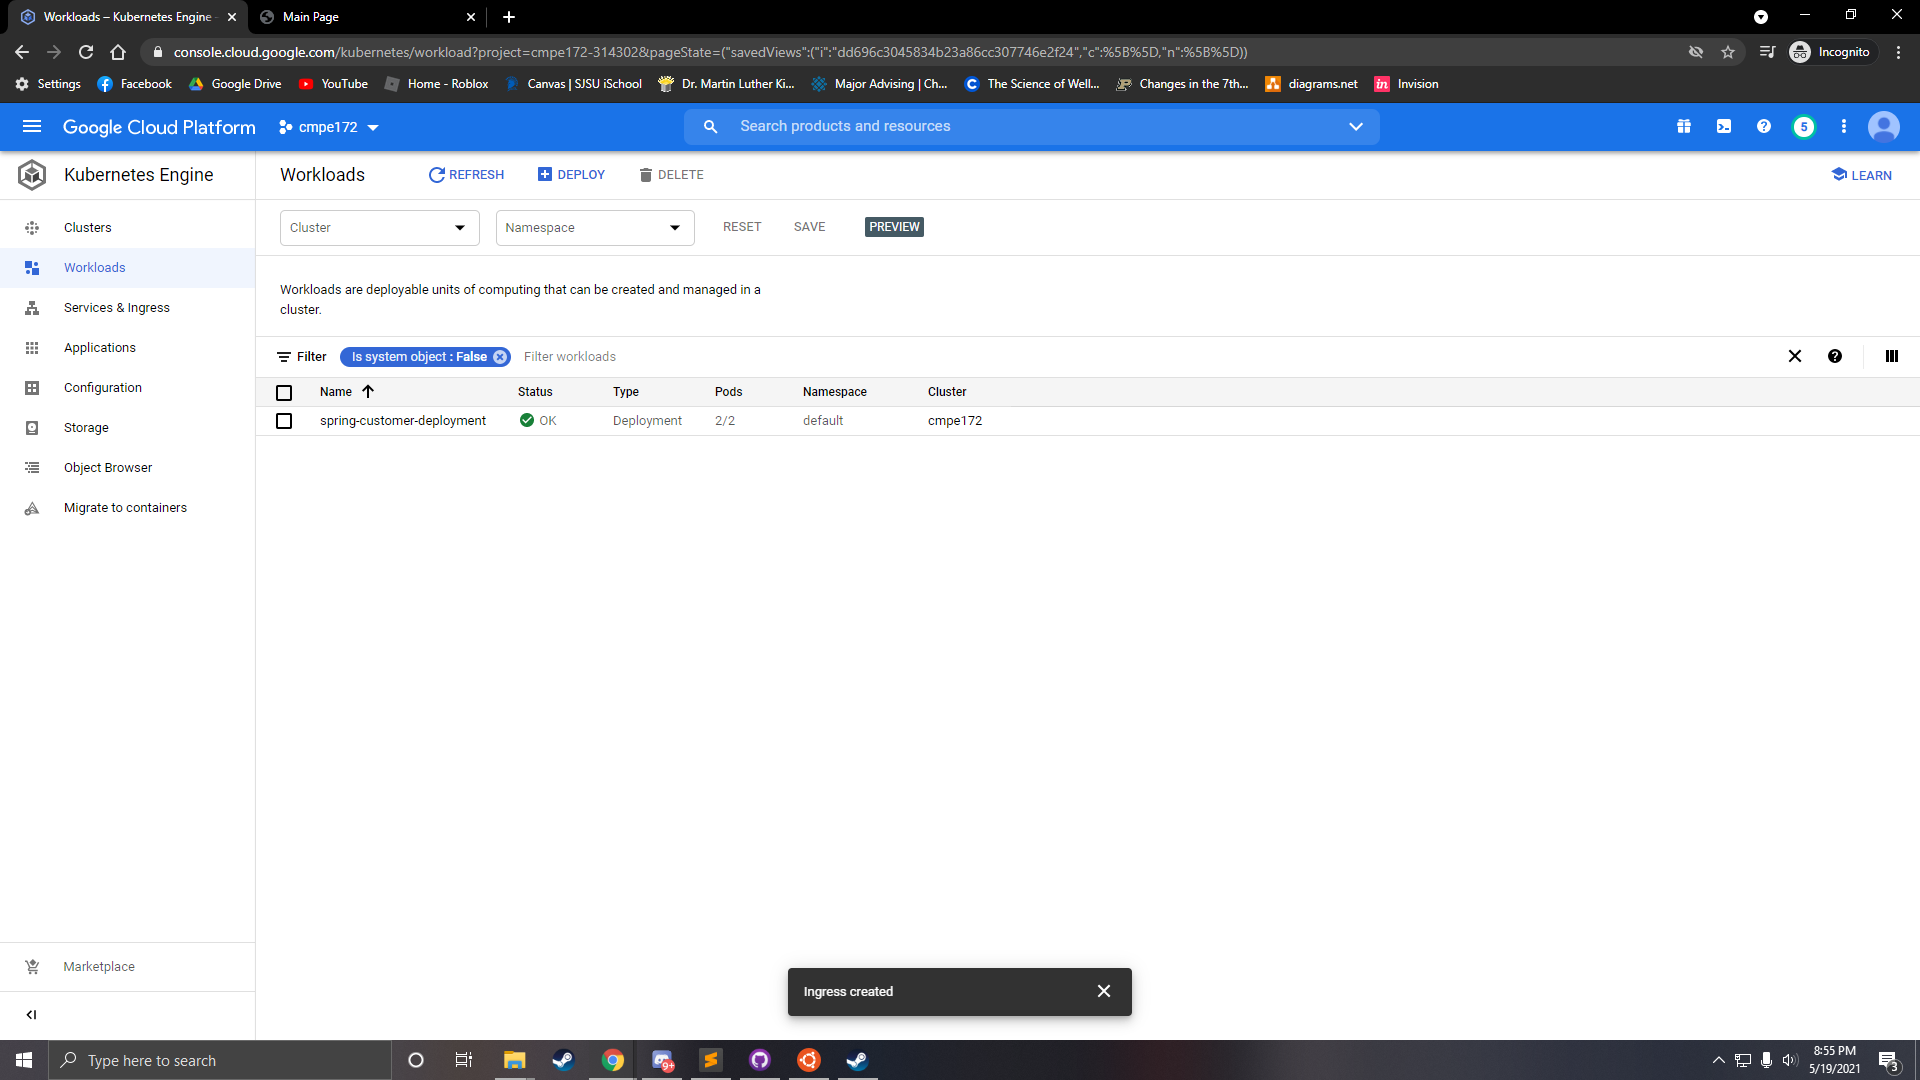 Workloads – Kubernetes Engine
Main Page
console.cloud.google.com/kubernetes/workload?project=cmpe172-314302&pageState=("savedViews":("i":"dd696c3045834b23a86cc307746e2f24","c":%5B%5D,"n":%5B%5D))
Incognito
Settings
Facebook
Google Drive
YouTube
Home - Roblox
Canvas | SJSU iSchool
Dr. Martin Luther Ki...
Major Advising | Ch...
The Science of Well...
Changes in the 7th...
diagrams.net
in
Invision
Google Cloud Platform
cmpe172
Search products and resources
5
Kubernetes Engine
Workloads
REFRESH
DEPLOY
DELETE
LEARN
Clusters
Workloads
Services & Ingress
Applications
Configuration
Storage
Object Browser
Migrate to containers
Marketplace
Cluster
Namespace
RESET
SAVE
PREVIEW
Workloads are deployable units of computing that can be created and managed in a
cluster.
Filter
Is system object : False
Filter workloads
Name Status Type Pods Namespace Cluster
spring-customer-deployment OK Deployment 2/2 default cmpe172
Ingress created
Type here to search
9+
8:55 PM
5/19/2021
3